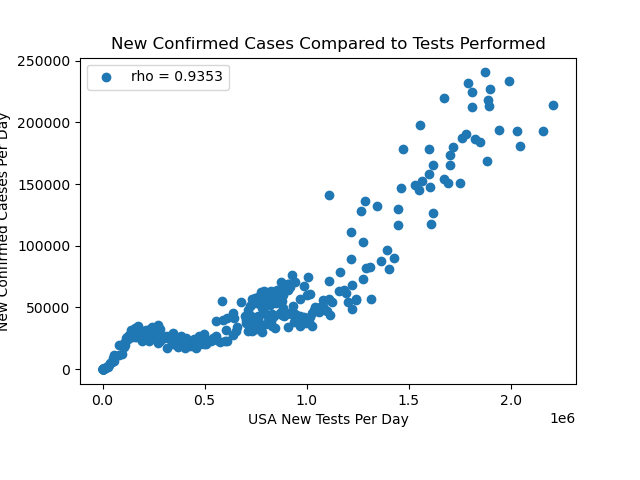 New Confirmed Cases Compared to Tests Performed
rho = 0.9353
250000
200000
150000
100000
50000
0
New Confirmed Caeses Per Day
0.0 0.5 1.0 1.5 2.0
1e6
USA New Tests Per Day